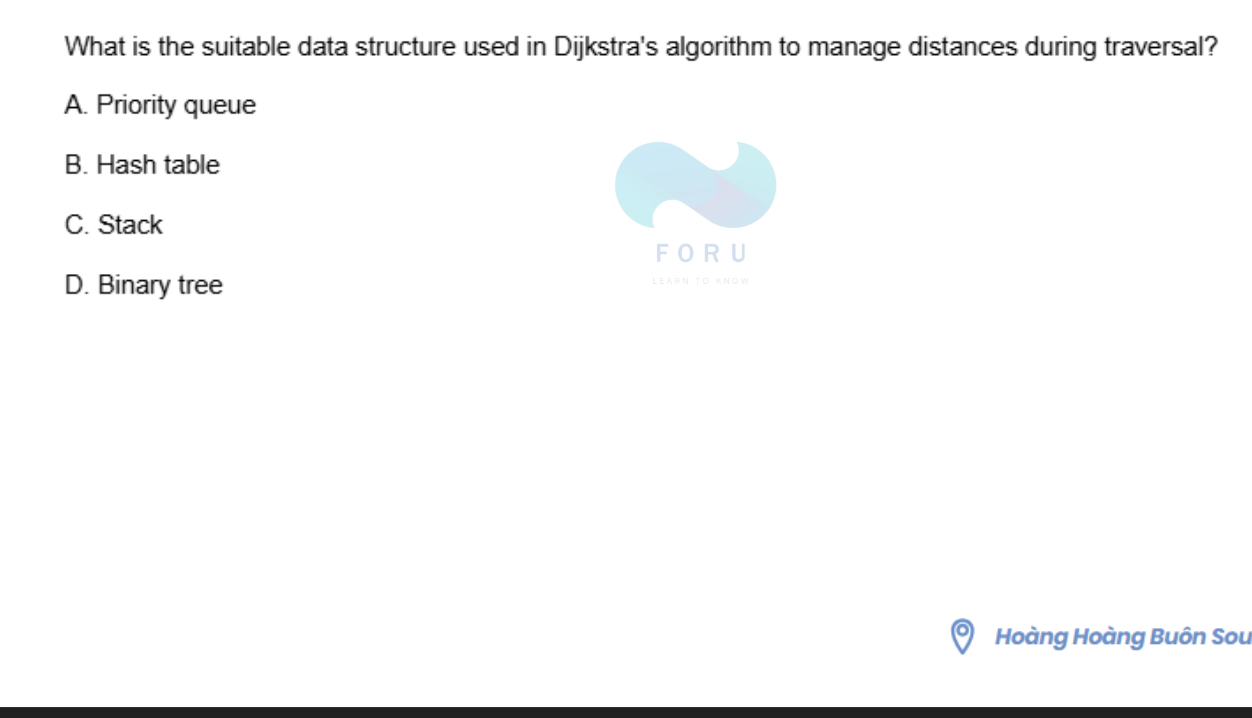 What is the suitable data structure used in Dijkstra's algorithm to manage distances during traversal?
A. Priority queue
B. Hash table
C. Stack
D. Binary tree
FORU
LEARN TO KNOW
Hoàng Hoàng Buôn Sou